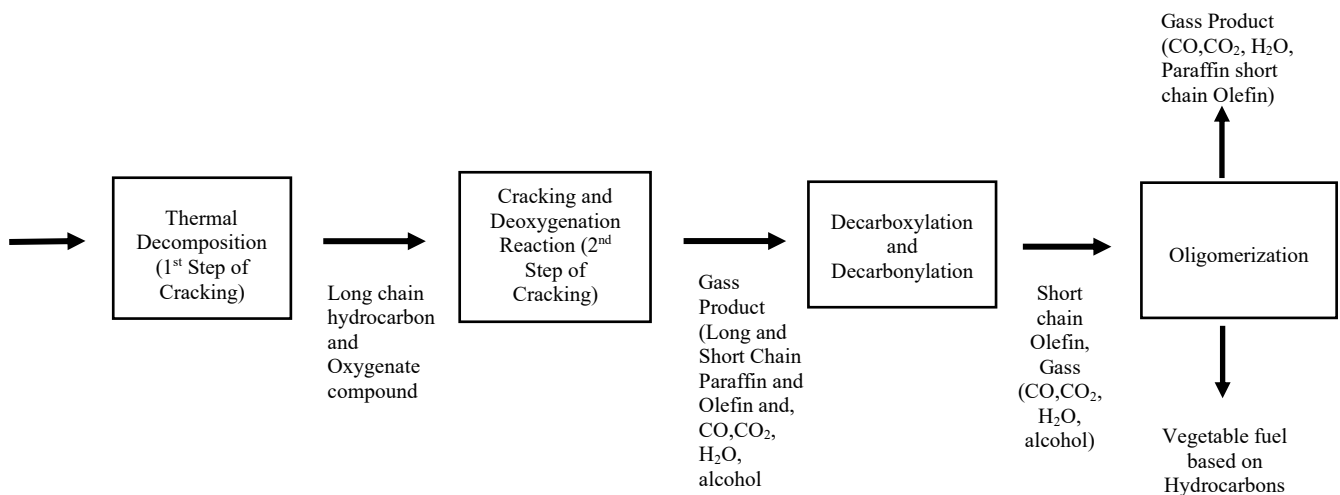 Thermal
Decomposition
(1st Step of
Cracking)
Long chain
hydrocarbon
and
Oxygenate
compound
Cracking and
Deoxygenation
Reaction (2nd
Step of
Cracking)
Gass
Product
(Long and
Short Chain
Paraffin and
Olefin and,
CO,CO₂,
H₂O,
alcohol
Decarboxylation
and
Decarbonylation
Short
chain
Olefin,
Gass
(CO,CO₂,
H₂O,
alcohol)
Oligomerization
Gass Product
(CO,CO₂, H₂O,
Paraffin short
chain Olefin)
Vegetable fuel
based on
Hydrocarbons